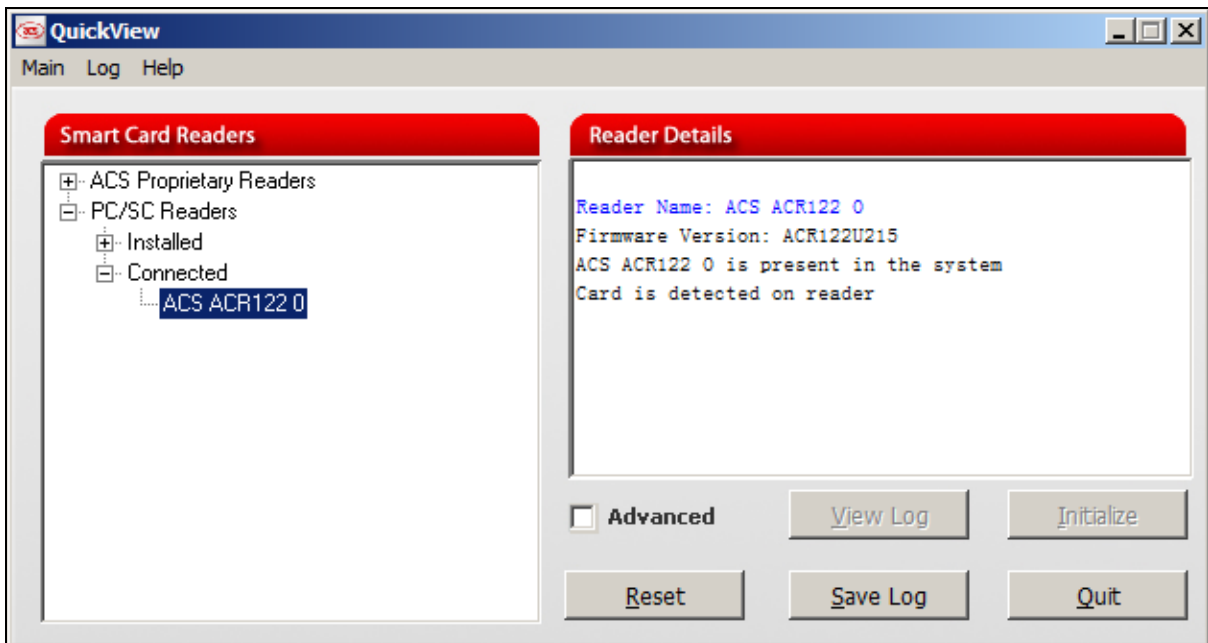 QuickView
Main Log Help
Smart Card Readers
ACS Proprietary Readers
PC/SC Readers
Installed
Connected
ACS ACR122 0
Reader Details
Reader Name: ACS ACR122 0
Firmware Version: ACR122U215
ACS ACR122 0 is present in the system
Card is detected on reader
Advanced
View Log
Initialize
Reset
Save Log
Quit